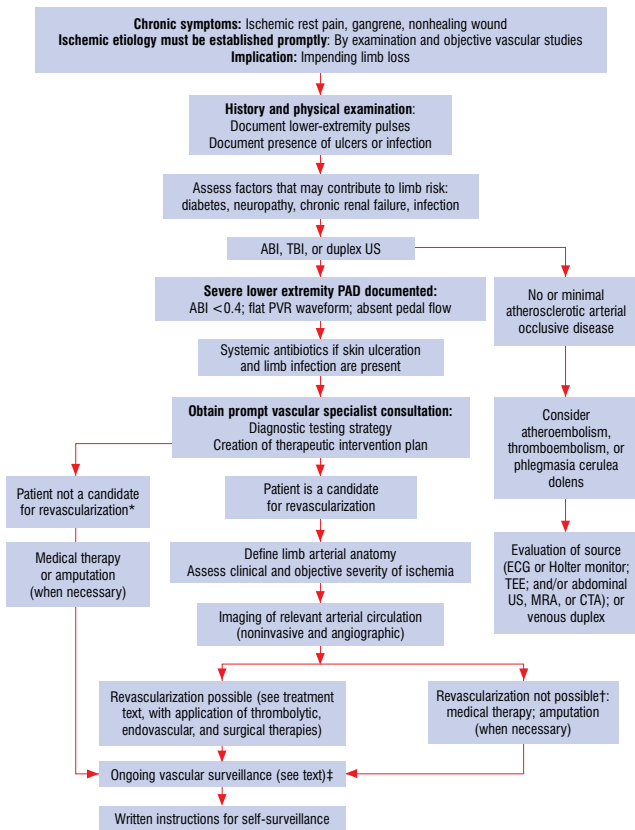 Chronic symptoms: Ischemic rest pain, gangrene, nonhealing wound
Ischemic etiology must be established promptly: By examination and objective vascular studies
Implication: Impending limb loss
History and physical examination:
Document lower-extremity pulses
Document presence of ulcers or infection
Assess factors that may contribute to limb risk:
diabetes, neuropathy, chronic renal failure, infection
ABI, TBI, or duplex US
Severe lower extremity PAD documented:
ABI <0.4; flat PVR waveform; absent pedal flow
No or minimal
atherosclerotic arterial
occlusive disease
Systemic antibiotics if skin ulceration
and limb infection are present
Obtain prompt vascular specialist consultation:
Diagnostic testing strategy
Creation of therapeutic intervention plan
Consider
atheroembolism,
thromboembolism, or
phlegmasia cerulea
dolens
Patient not a candidate
for revascularization*
Patient is a candidate
for revascularization
Medical therapy
or amputation
(when necessary)
Define limb arterial anatomy
Assess clinical and objective severity of ischemia
Evaluation of source
(ECG or Holter monitor;
TEE; and/or abdominal
US, MRA, or CTA); or
venous duplex
Imaging of relevant arterial circulation
(noninvasive and angiographic)
Revascularization possible (see treatment
text, with application of thrombolytic,
endovascular, and surgical therapies)
Revascularization not possible†:
medical therapy; amputation
(when necessary)
Ongoing vascular surveillance (see text)‡
Written instructions for self-surveillance